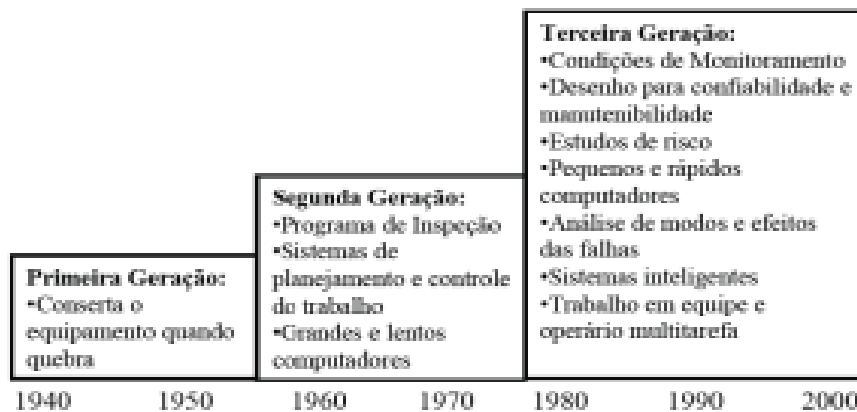 Primeira Geração:
•Conserta o
equipamento quando
quebra
Segunda Geração:
•Programa de Inspeção
•Sistemas de
planejamento e controle
do trabalho
•Grandes e lentos
computadores
Terceira Geração:
•Condições de Monitoramento
•Desenho para confiabilidade e
manutenibilidade
•Estudos de risco
•Pequenos e rápidos
computadores
•Análise de modos e efeitos
das falhas
•Sistemas inteligentes
•Trabalho em equipe e
operário multitarefa
1940 1950 1960 1970 1980 1990 2000